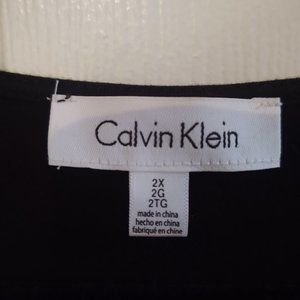 Calvin Klein
2X
2G
2TG
made in china
hecho en china
fabriqué en chine